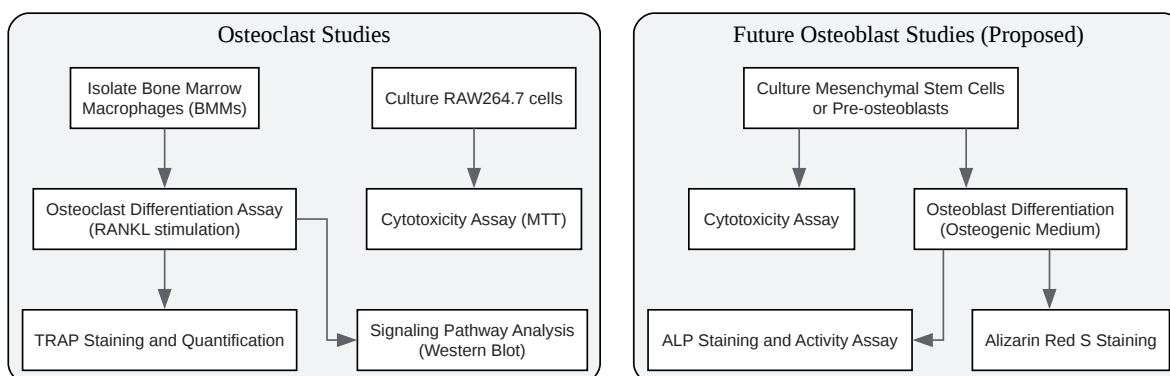 Osteoclast Studies
Isolate Bone Marrow
Macrophages (BMMs)
Culture RAW264.7 cells
Osteoclast Differentiation Assay
(RANKL stimulation)
Cytotoxicity Assay (MTT)
TRAP Staining and Quantification
Signaling Pathway Analysis
(Western Blot)
Future Osteoblast Studies (Proposed)
Culture Mesenchymal Stem Cells
or Pre-osteoblasts
Cytotoxicity Assay
Osteoblast Differentiation
(Osteogenic Medium)
ALP Staining and Activity Assay
Alizarin Red S Staining